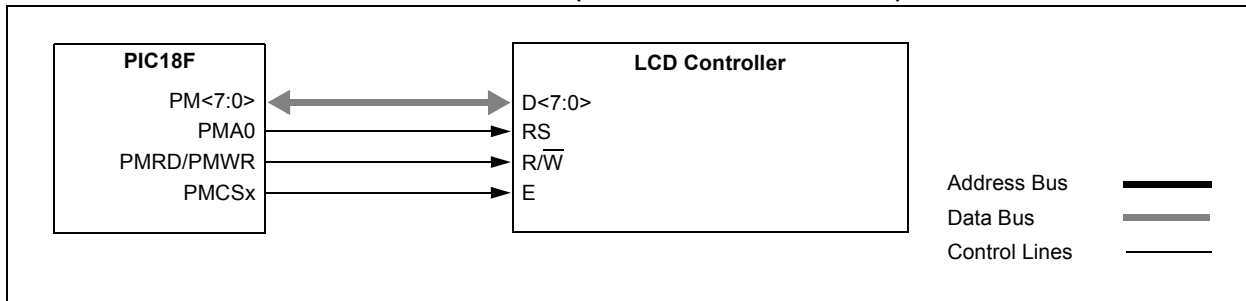 PIC18F
LCD Controller
PM<7:0>
D<7:0>
PMA0
RS
PMRD/PMWR
R/W̅
PMCSx
E
Address Bus
Data Bus
Control Lines